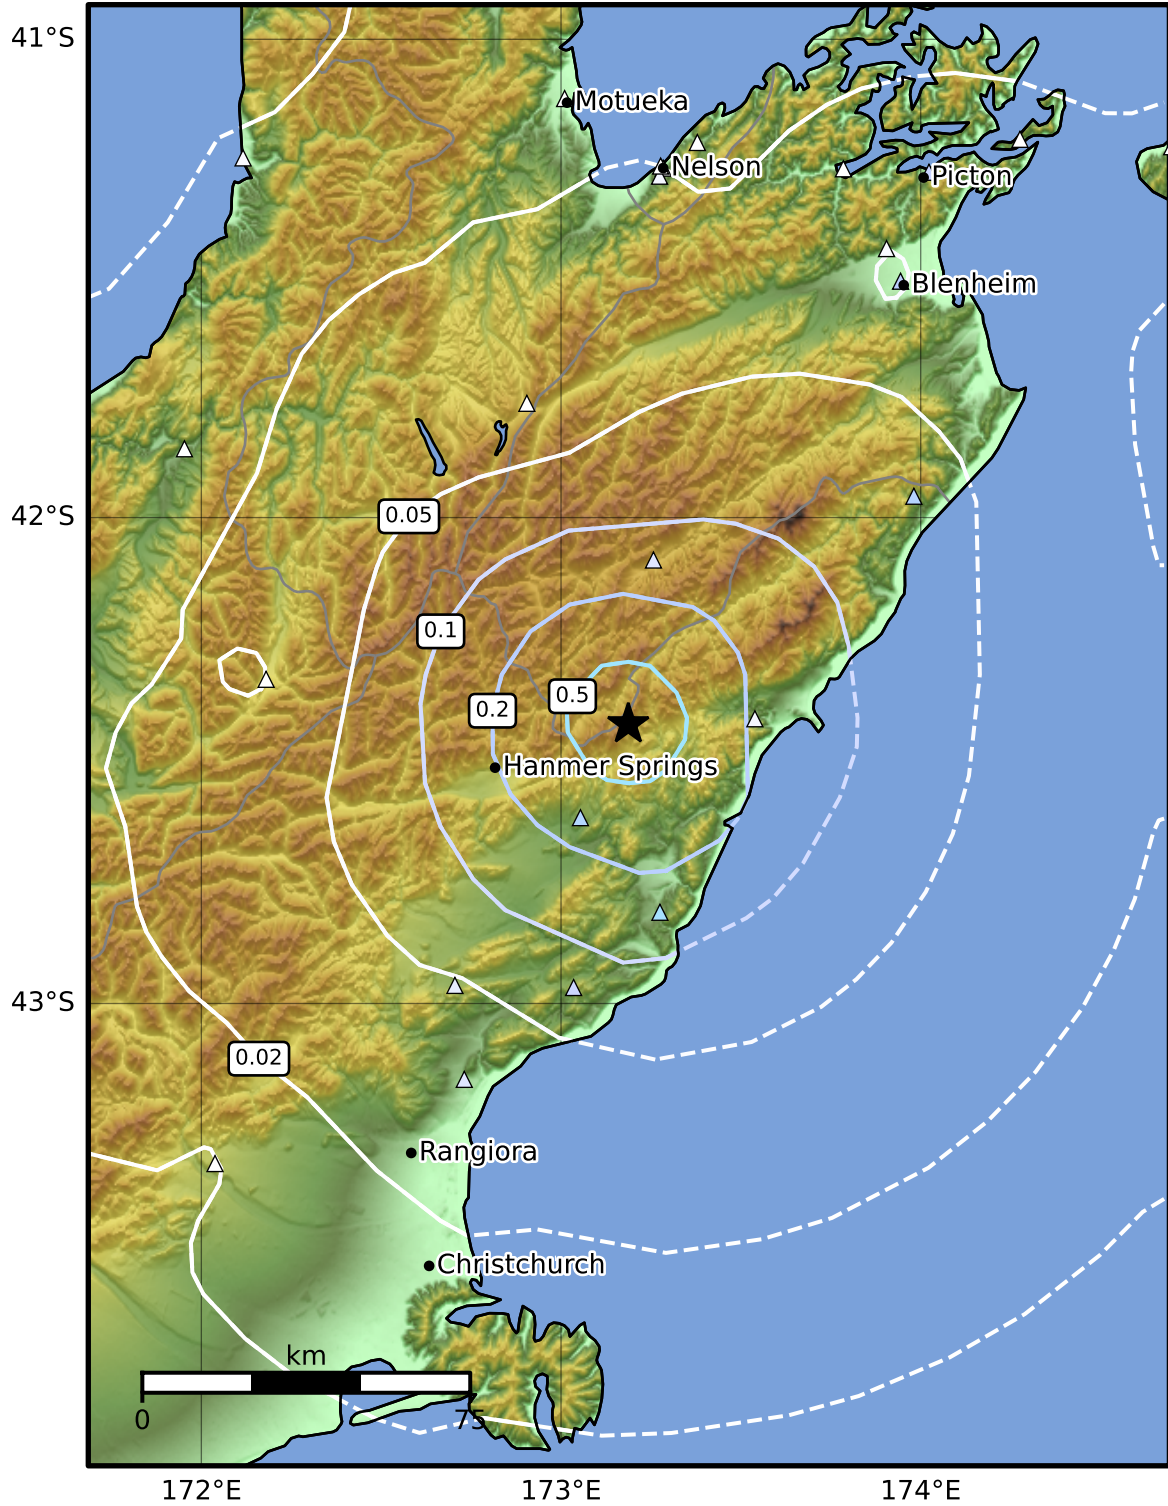 41°S
Motueka
Nelson
Picton
Blenheim
0.05
42°S
0.1
0.5
0.2
Hanmer Springs
43°S
0.02
Rangiora
Christchurch
km
0 75
172°E 173°E 174°E